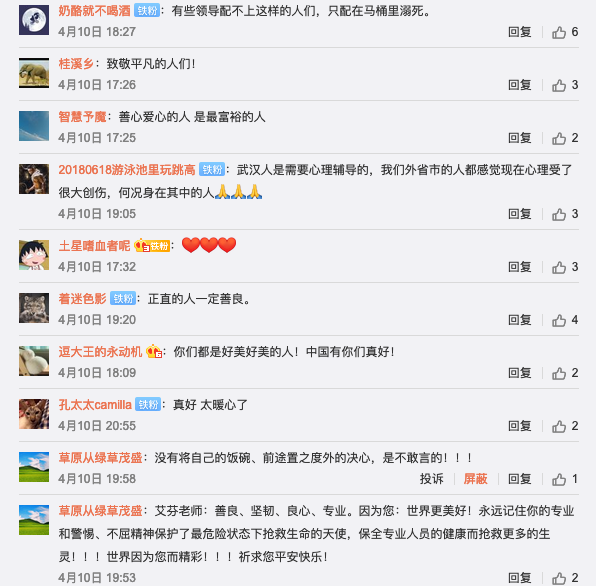 奶酪就不喝酒 铁粉：有些领导配不上这样的人们，只配在马桶里溺死。
4月10日 18:27 回复 6
桂溪乡：致敬平凡的人们！
4月10日 17:26 回复 3
智慧予魔：善心爱心的人 是最富裕的人
4月10日 17:25 回复 2
20180618游泳池里玩跳高 铁粉：武汉人是需要心理辅导的，我们外省市的人都感觉现在心理受了
很大创伤，何况身在其中的人🙏🙏🙏
4月10日 19:05 回复 3
土星嗜血者呢 铁粉：❤️❤️❤️
4月10日 17:32 回复 3
着迷色影 铁粉：正直的人一定善良。
4月10日 19:20 回复 4
逗大王的永动机：你们都是好美好美的人！中国有你们真好！
4月10日 18:09 回复 2
孔太太camilla 铁粉：真好 太暖心了
4月10日 20:55 回复 2
草原从绿草茂盛：没有将自己的饭碗、前途置之度外的决心，是不敢言的！！！
4月10日 19:58 投诉 屏蔽 回复 1
草原从绿草茂盛：艾芬老师：善良、坚韧、良心、专业。因为您：世界更美好！永远记住你的专业
和警惕、不屈精神保护了最危险状态下抢救生命的天使，保全专业人员的健康而抢救更多的生
灵！！！世界因为您而精彩！！！祈求您平安快乐！
4月10日 19:53 回复 2